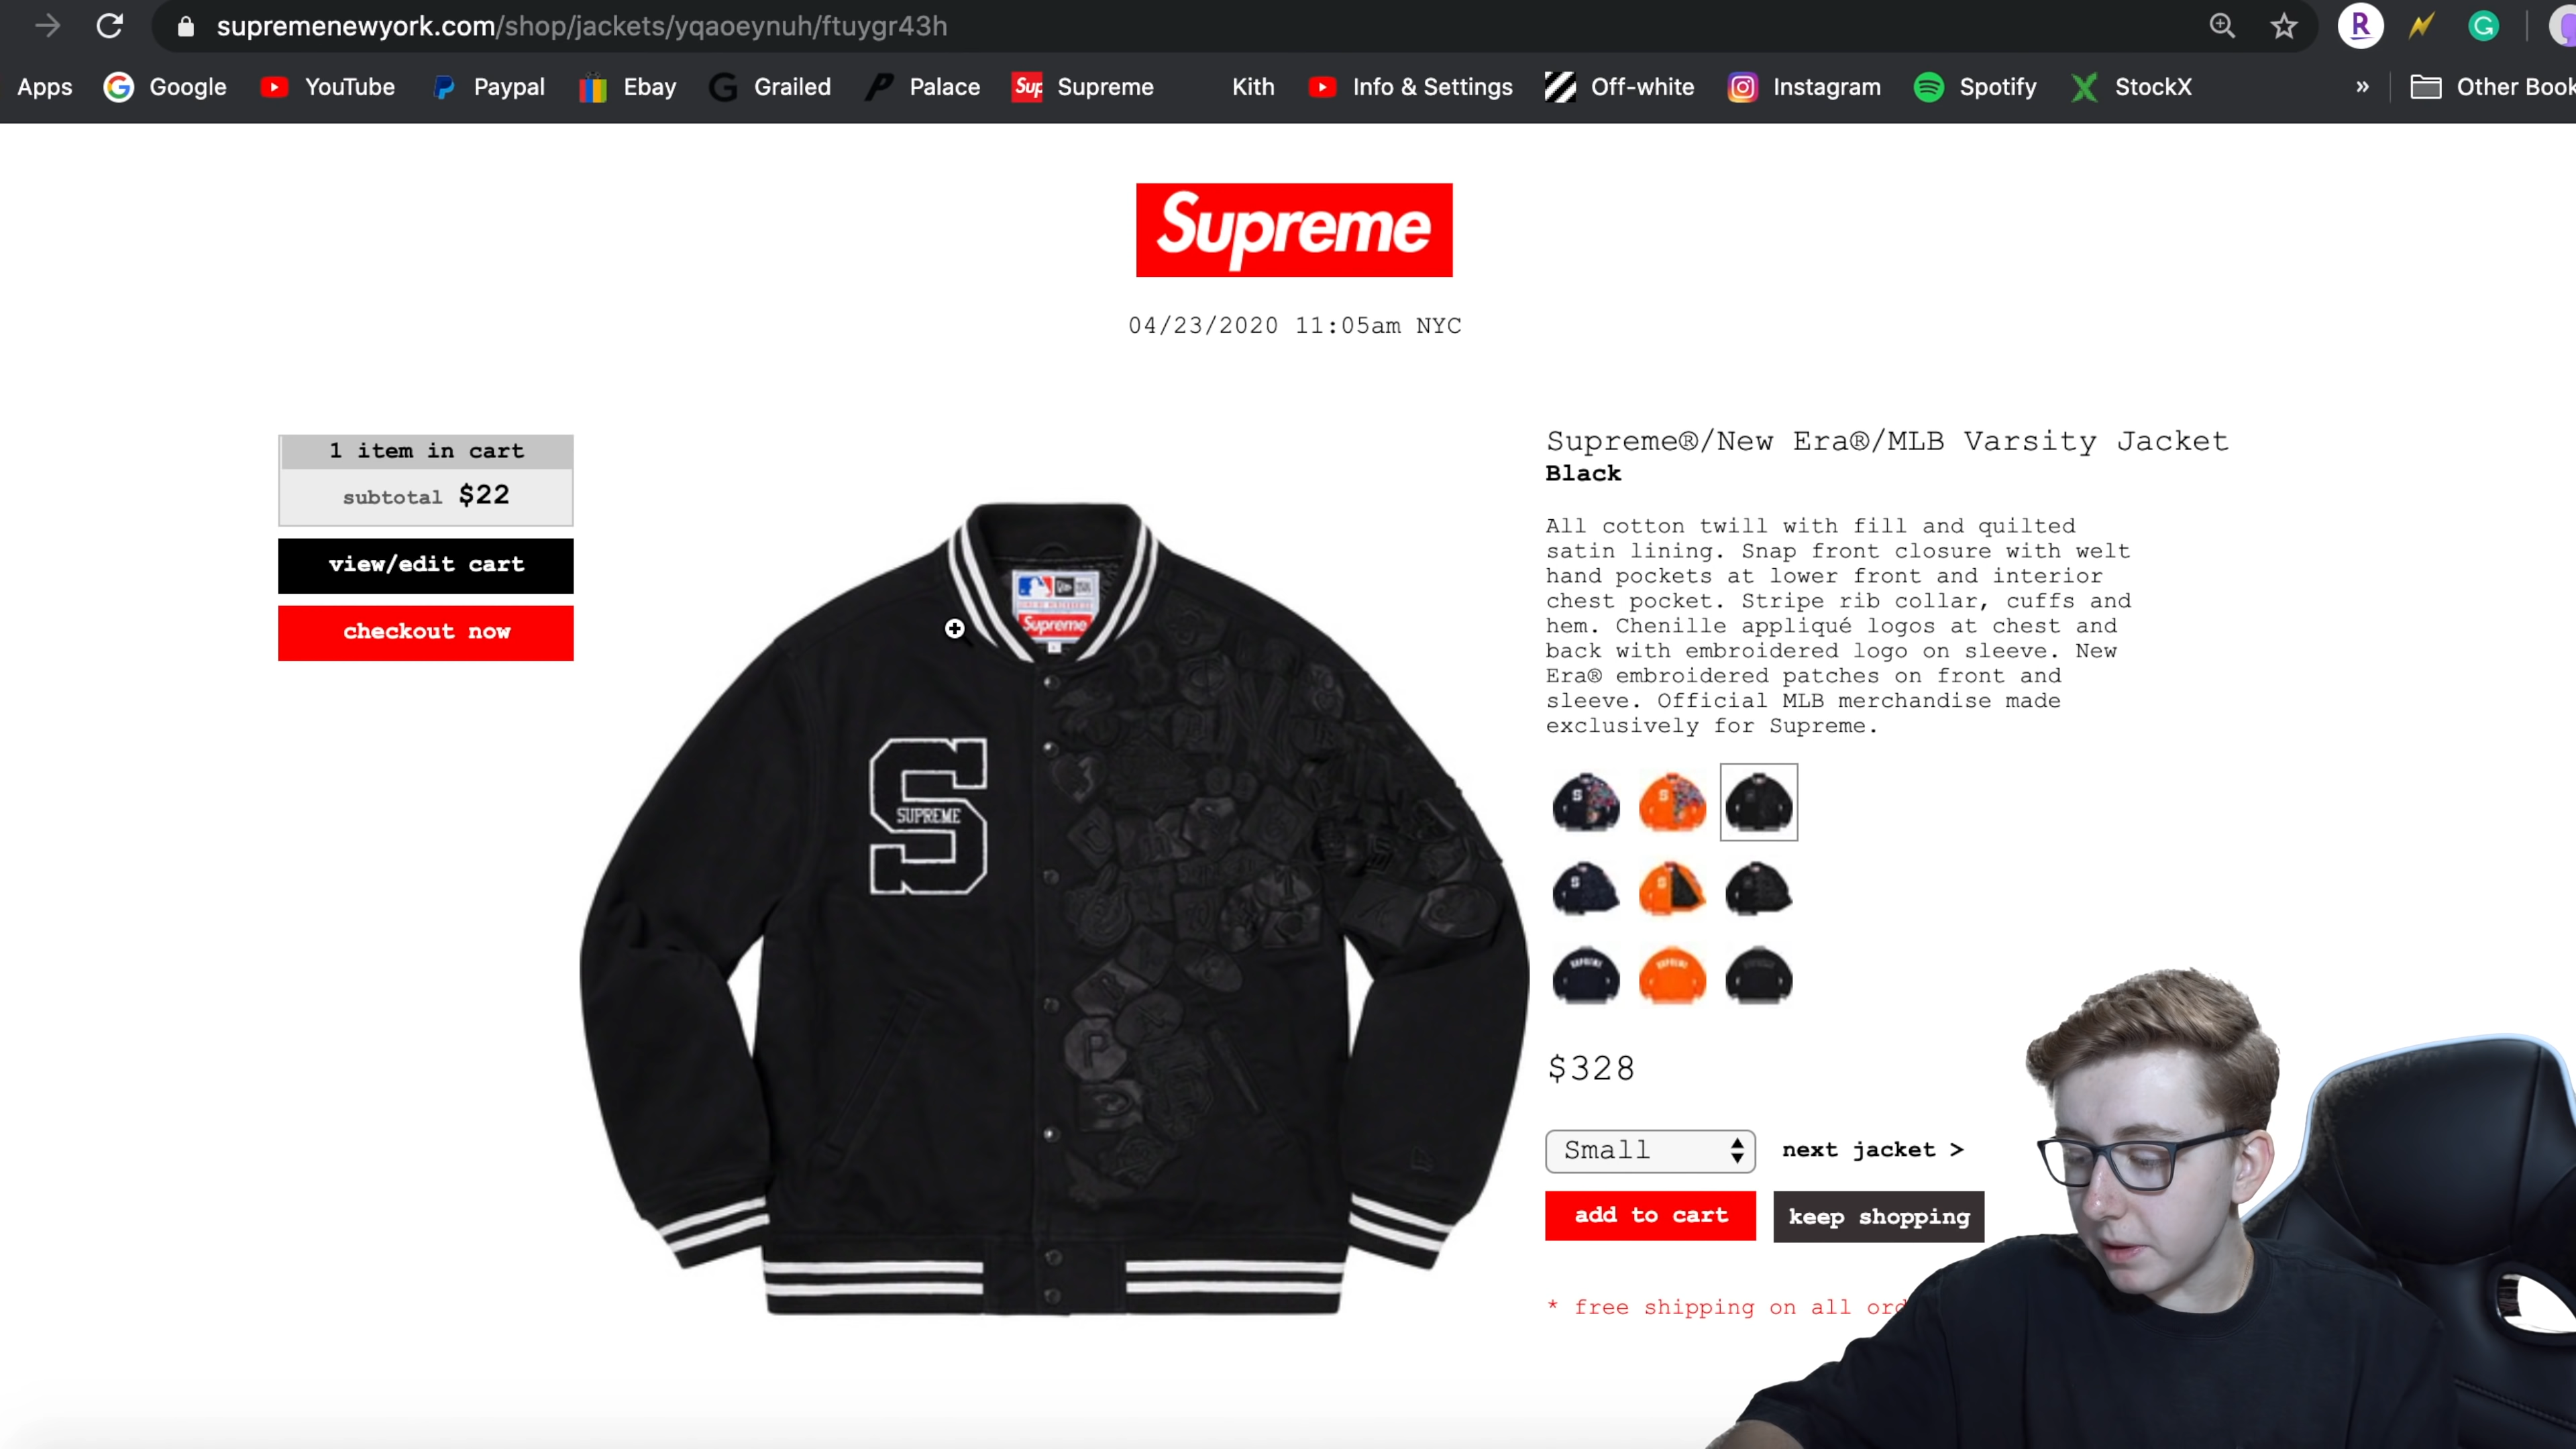 supremenewyork.com/shop/jackets/yqaoeynuh/ftuygr43h
Apps Google YouTube Paypal Ebay Grailed Palace Supreme Kith Info & Settings Off-white Instagram Spotify StockX » Other Book
Supreme
04/23/2020 11:05am NYC
1 item in cart
subtotal $22
view/edit cart
checkout now
Supreme
S
SUPREME
Supreme®/New Era®/MLB Varsity Jacket
Black
All cotton twill with fill and quilted
satin lining. Snap front closure with welt
hand pockets at lower front and interior
chest pocket. Stripe rib collar, cuffs and
hem. Chenille appliqué logos at chest and
back with embroidered logo on sleeve. New
Era® embroidered patches on front and
sleeve. Official MLB merchandise made
exclusively for Supreme.
$328
Small next jacket >
add to cart keep shopping
* free shipping on all ord